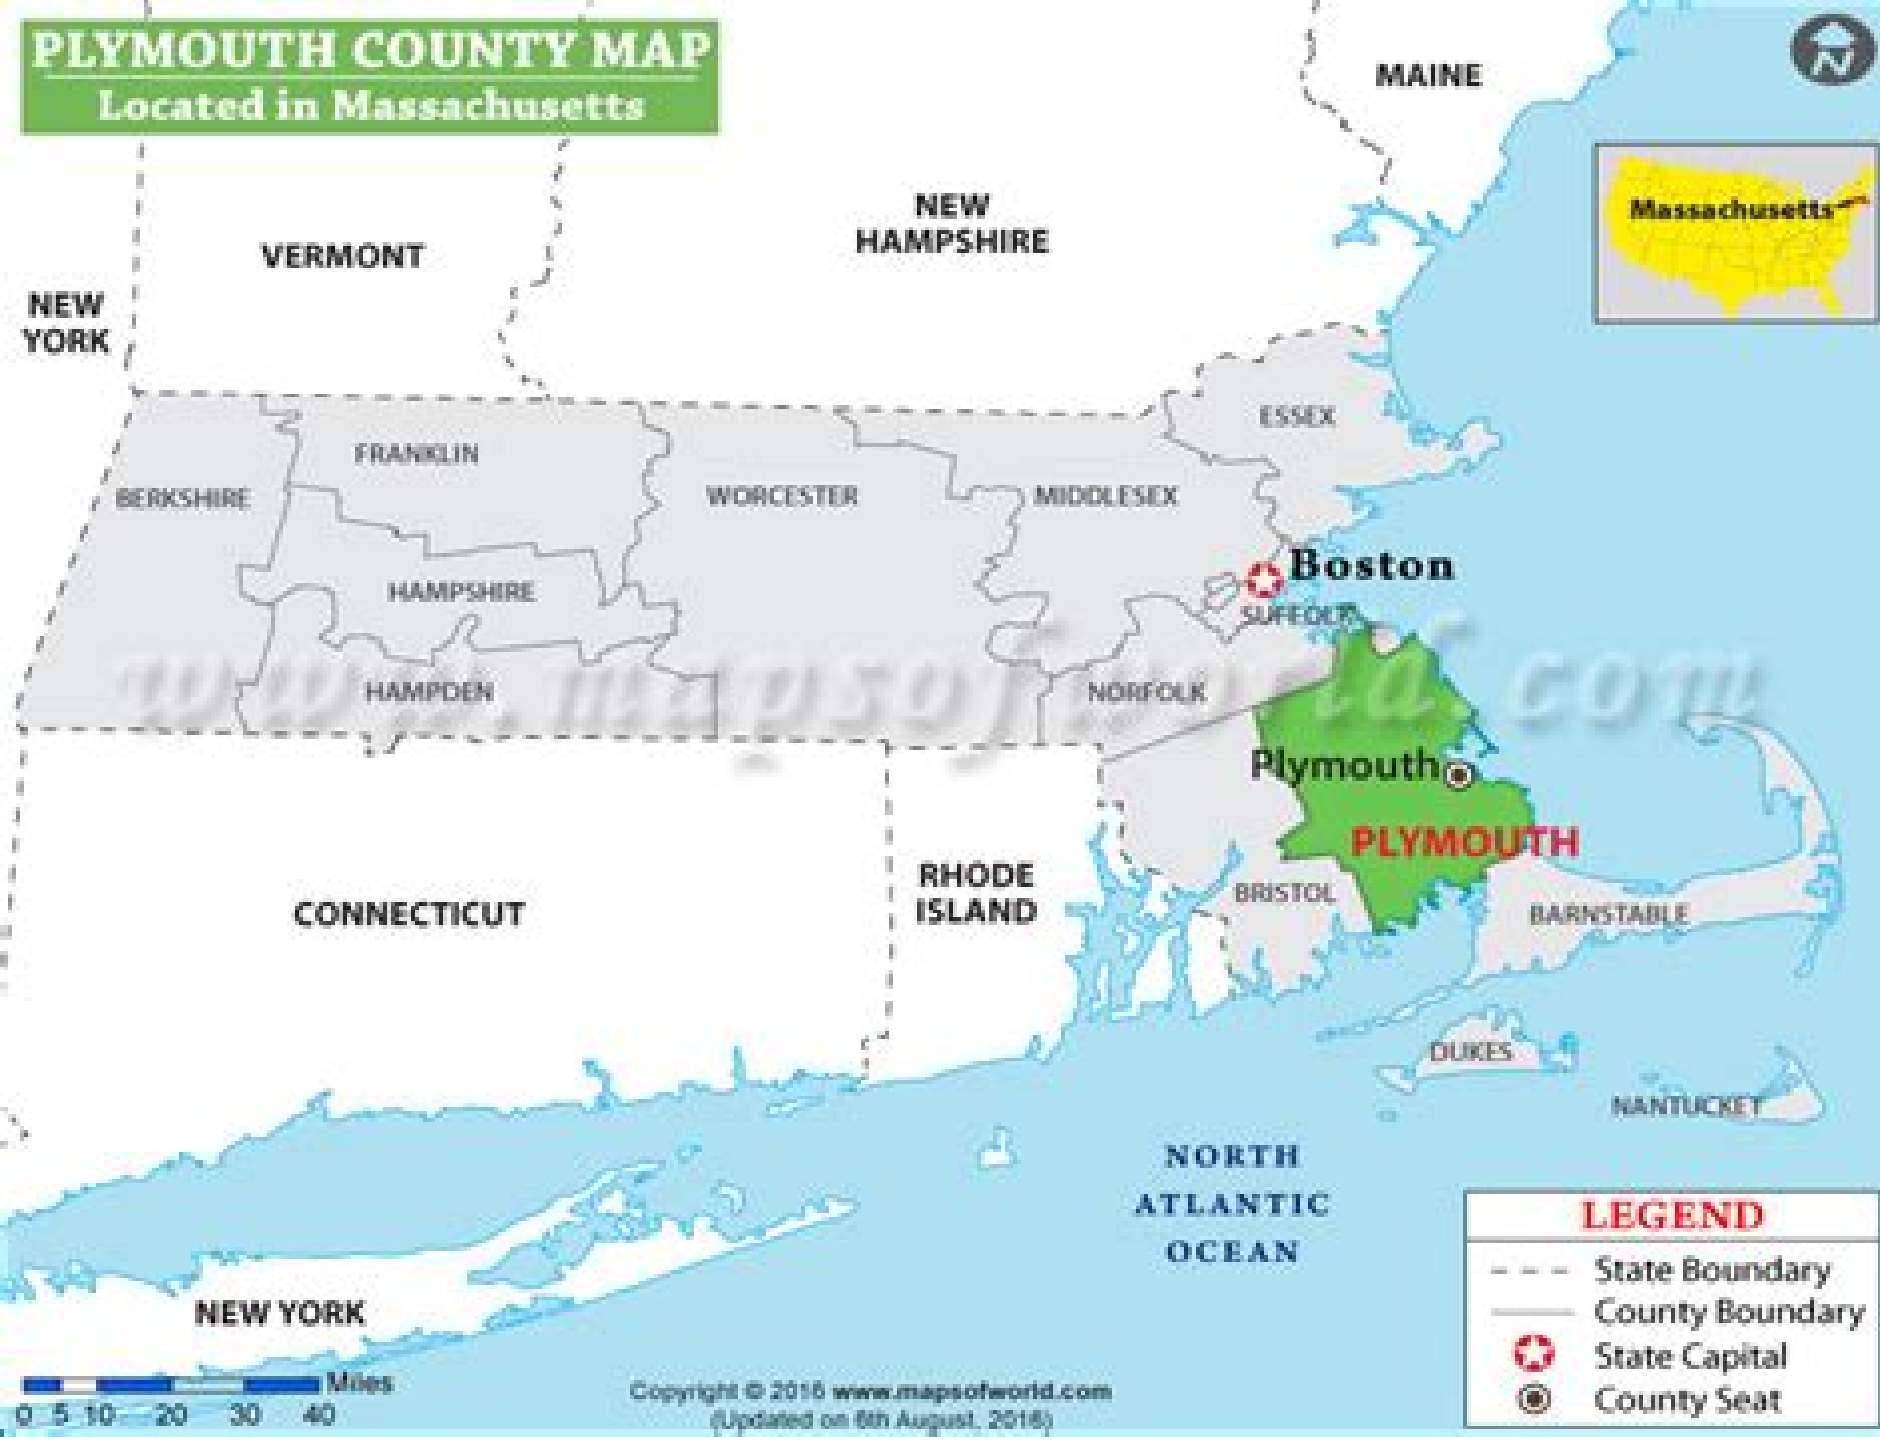 PLYMOUTH COUNTY MAP
Located in Massachusetts
MAINE
N
Massachusetts
NEW
HAMPSHIRE
VERMONT
NEW
YORK
ESSEX
FRANKLIN
BERKSHIRE
WORCESTER
MIDDLESEX
Boston
HAMPSHIRE
SUFFOLK
www.mapsofworld.com
HAMPDEN
NORFOLK
Plymouth
PLYMOUTH
RHODE
ISLAND
BRISTOL
CONNECTICUT
BARNSTABLE
DUKES
NANTUCKET
NORTH
ATLANTIC
OCEAN
LEGEND
State Boundary
County Boundary
State Capital
County Seat
NEW YORK
Miles
0 5 10 20 30 40
Copyright © 2016 www.mapsofworld.com
(Updated on 6th August, 2016)